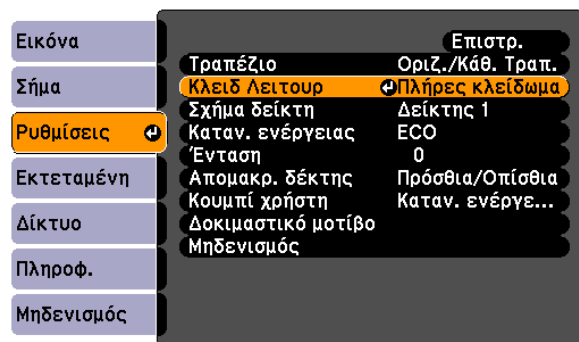 Εικόνα
Σήμα
Ρυθμίσεις
Εκτεταμένη
Δίκτυο
Πληροφ.
Μηδενισμός
Επιστρ.
Τραπέζιο Οριζ./Κάθ. Τραπ.
Κλειδ Λειτουρ Πλήρες κλείδωμα
Σχήμα δείκτη Δείκτης 1
Καταν. ενέργειας ECO
Ένταση 0
Απομακρ. δέκτης Πρόσθια/Οπίσθια
Κουμπί χρήστη Καταν. ενέργε...
Δοκιμαστικό μοτίβο
Μηδενισμός